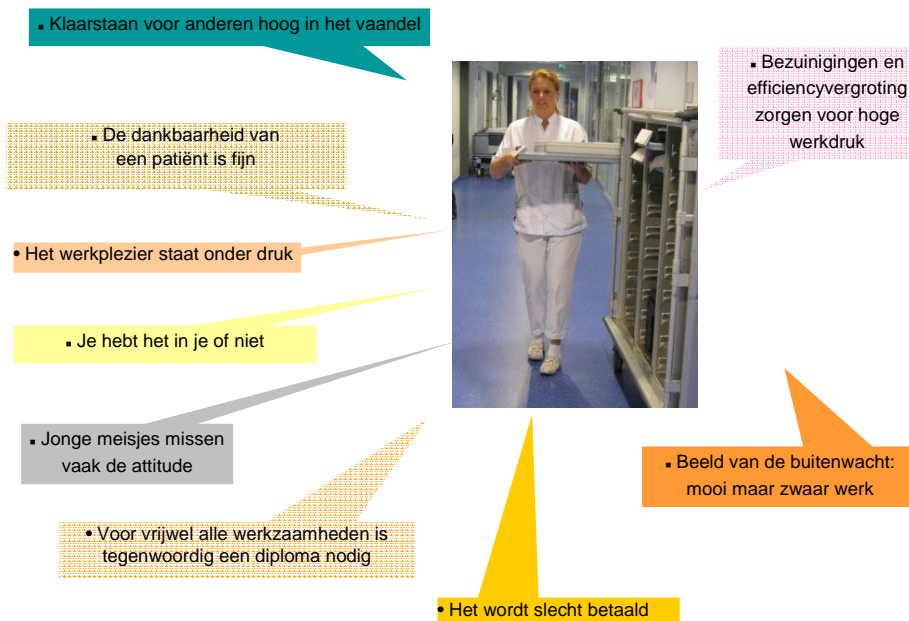 ▪ Klaarstaan voor anderen hoog in het vaandel
▪ Bezuinigingen en
efficiencyvergroting
zorgen voor hoge
werkdruk
▪ De dankbaarheid van
een patiënt is fijn
• Het werkplezier staat onder druk
▪ Je hebt het in je of niet
▪ Jonge meisjes missen
vaak de attitude
▪ Beeld van de buitenwacht:
mooi maar zwaar werk
• Voor vrijwel alle werkzaamheden is
tegenwoordig een diploma nodig
• Het wordt slecht betaald